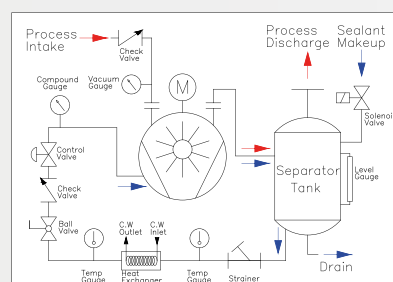 Process
Intake
Check
Valve
Process
Discharge
Sealant
Makeup
Compound
Gauge
Vacuum
Gauge
M
Solenoi
Valve
Control
Valve
Check
Valve
Separator
Tank
Level
Gauge
Ball
Valve
C.W
Outlet
C.W
Inlet
Temp
Gauge
Heat
Exchanger
Temp
Gauge
Strainer
Drain